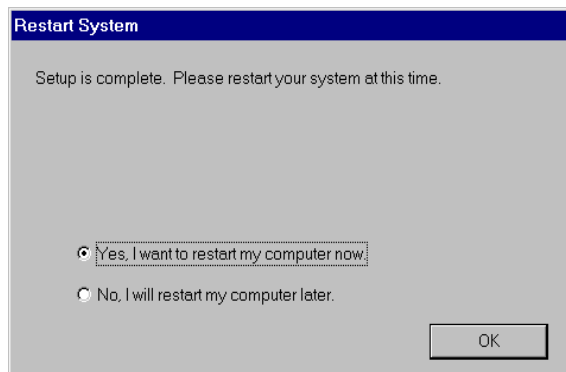 Restart System
Setup is complete. Please restart your system at this time.
Yes, I want to restart my computer now.
No, I will restart my computer later.
OK